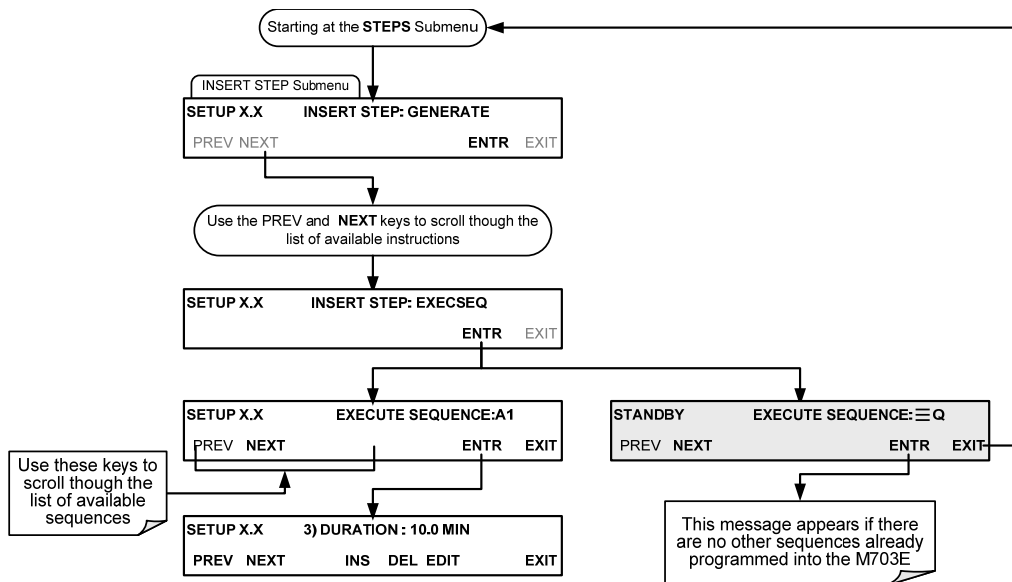 Starting at the STEPS Submenu
INSERT STEP Submenu
SETUP X.X INSERT STEP: GENERATE
PREV NEXT ENTR EXIT
Use the PREV and NEXT keys to scroll though the
list of available instructions
SETUP X.X INSERT STEP: EXECSEQ
ENTR EXIT
SETUP X.X EXECUTE SEQUENCE:A1
PREV NEXT ENTR EXIT
STANDBY EXECUTE SEQUENCE:☰Q
PREV NEXT ENTR EXIT
Use these keys to
scroll though the
list of available
sequences
SETUP X.X 3) DURATION : 10.0 MIN
PREV NEXT INS DEL EDIT EXIT
This message appears if there
are no other sequences already
programmed into the M703E